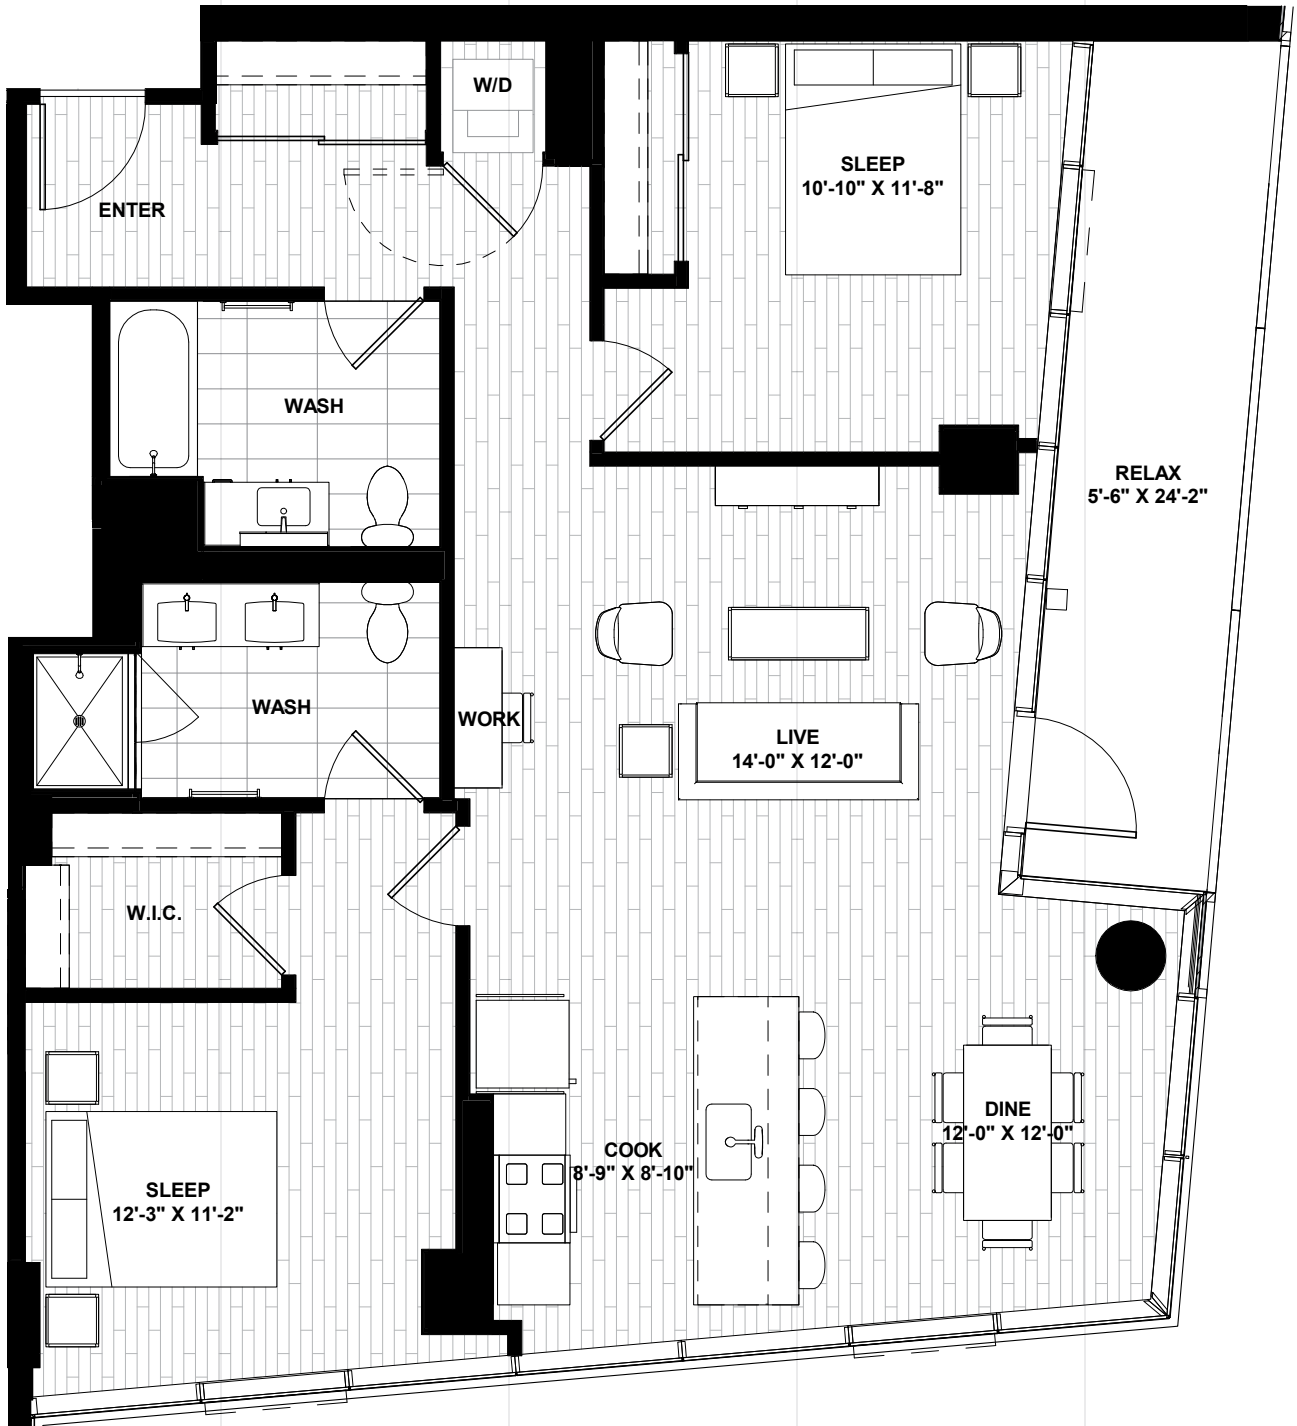 W/D
SLEEP
10'-10" X 11'-8"
ENTER
WASH
RELAX
5'-6" X 24'-2"
WASH
WORK
LIVE
14'-0" X 12'-0"
W.I.C.
DINE
12'-0" X 12'-0"
COOK
8'-9" X 8'-10"
SLEEP
12'-3" X 11'-2"